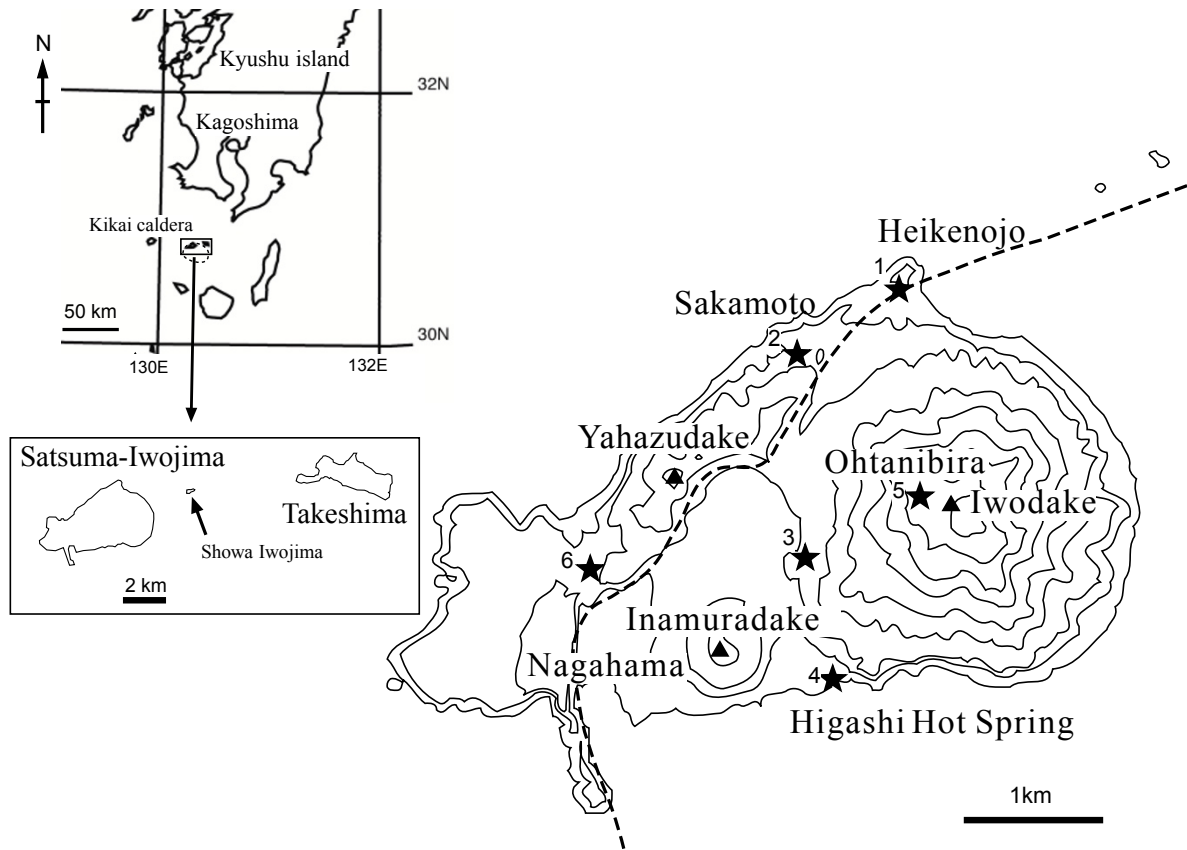 N
Kyushu island
32N
Kagoshima
Kikai caldera
50 km
30N
130E
132E
Satsuma-Iwojima
Takeshima
Showa Iwojima
2 km
Heikenojo
1
Sakamoto
2
Yahazudake
Ohtanibira
5
Iwodake
3
6
Inamuradake
Nagahama
4
Higashi Hot Spring
1km